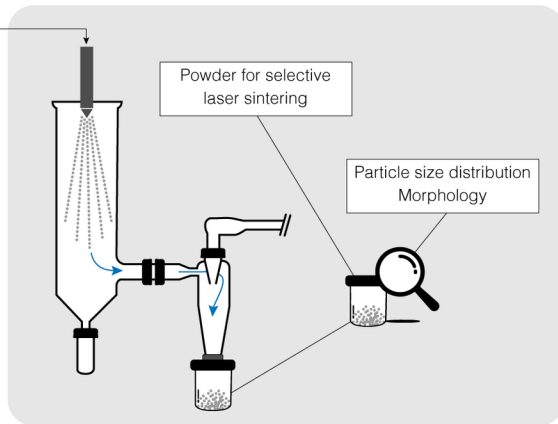 Powder for selective
laser sintering
Particle size distribution
Morphology